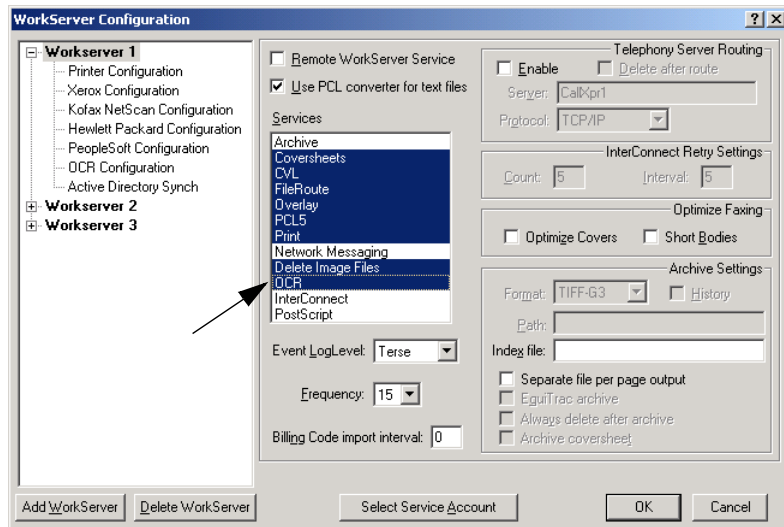 WorkServer Configuration
Workserver 1
Printer Configuration
Xerox Configuration
Kofax NetScan Configuration
Hewlett Packard Configuration
PeopleSoft Configuration
OCR Configuration
Active Directory Synch
Workserver 2
Workserver 3
Add WorkServer
Delete WorkServer
Remote WorkServer Service
Use PCL converter for text files
Services
Archive
Coversheets
CVL
FileRoute
Overlay
PCL5
Print
Network Messaging
Delete Image Files
OCR
InterConnect
PostScript
Event LogLevel: Terse
Frequency: 15
Billing Code import interval: 0
Select Service Account
Telephony Server Routing
Enable
Delete after route
Server: CallXpr1
Protocol: TCP/IP
InterConnect Retry Settings
Count: 5 Interval: 5
Optimize Faxing
Optimize Covers
Short Bodies
Archive Settings
Format: TIFF-G3
History
Path:
Index file:
Separate file per page output
EquiTrac archive
Always delete after archive
Archive coversheet
OK
Cancel